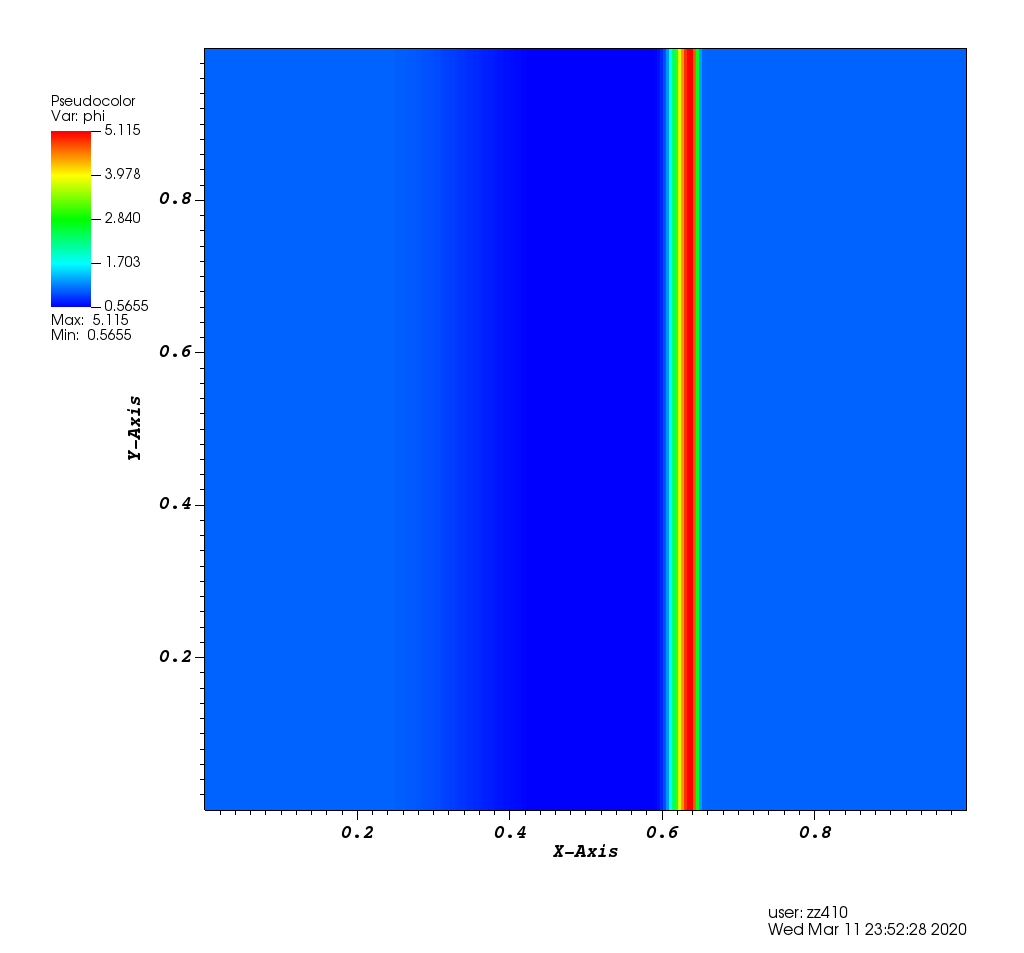 Pseudocolor
Var: phi
5.115
3.978
2.840
1.703
0.5655
Max: 5.115
Min: 0.5655
0.8
0.6
0.4
0.2
Y-Axis
0.2 0.4 0.6 0.8
X-Axis
user: zz410
Wed Mar 11 23:52:28 2020